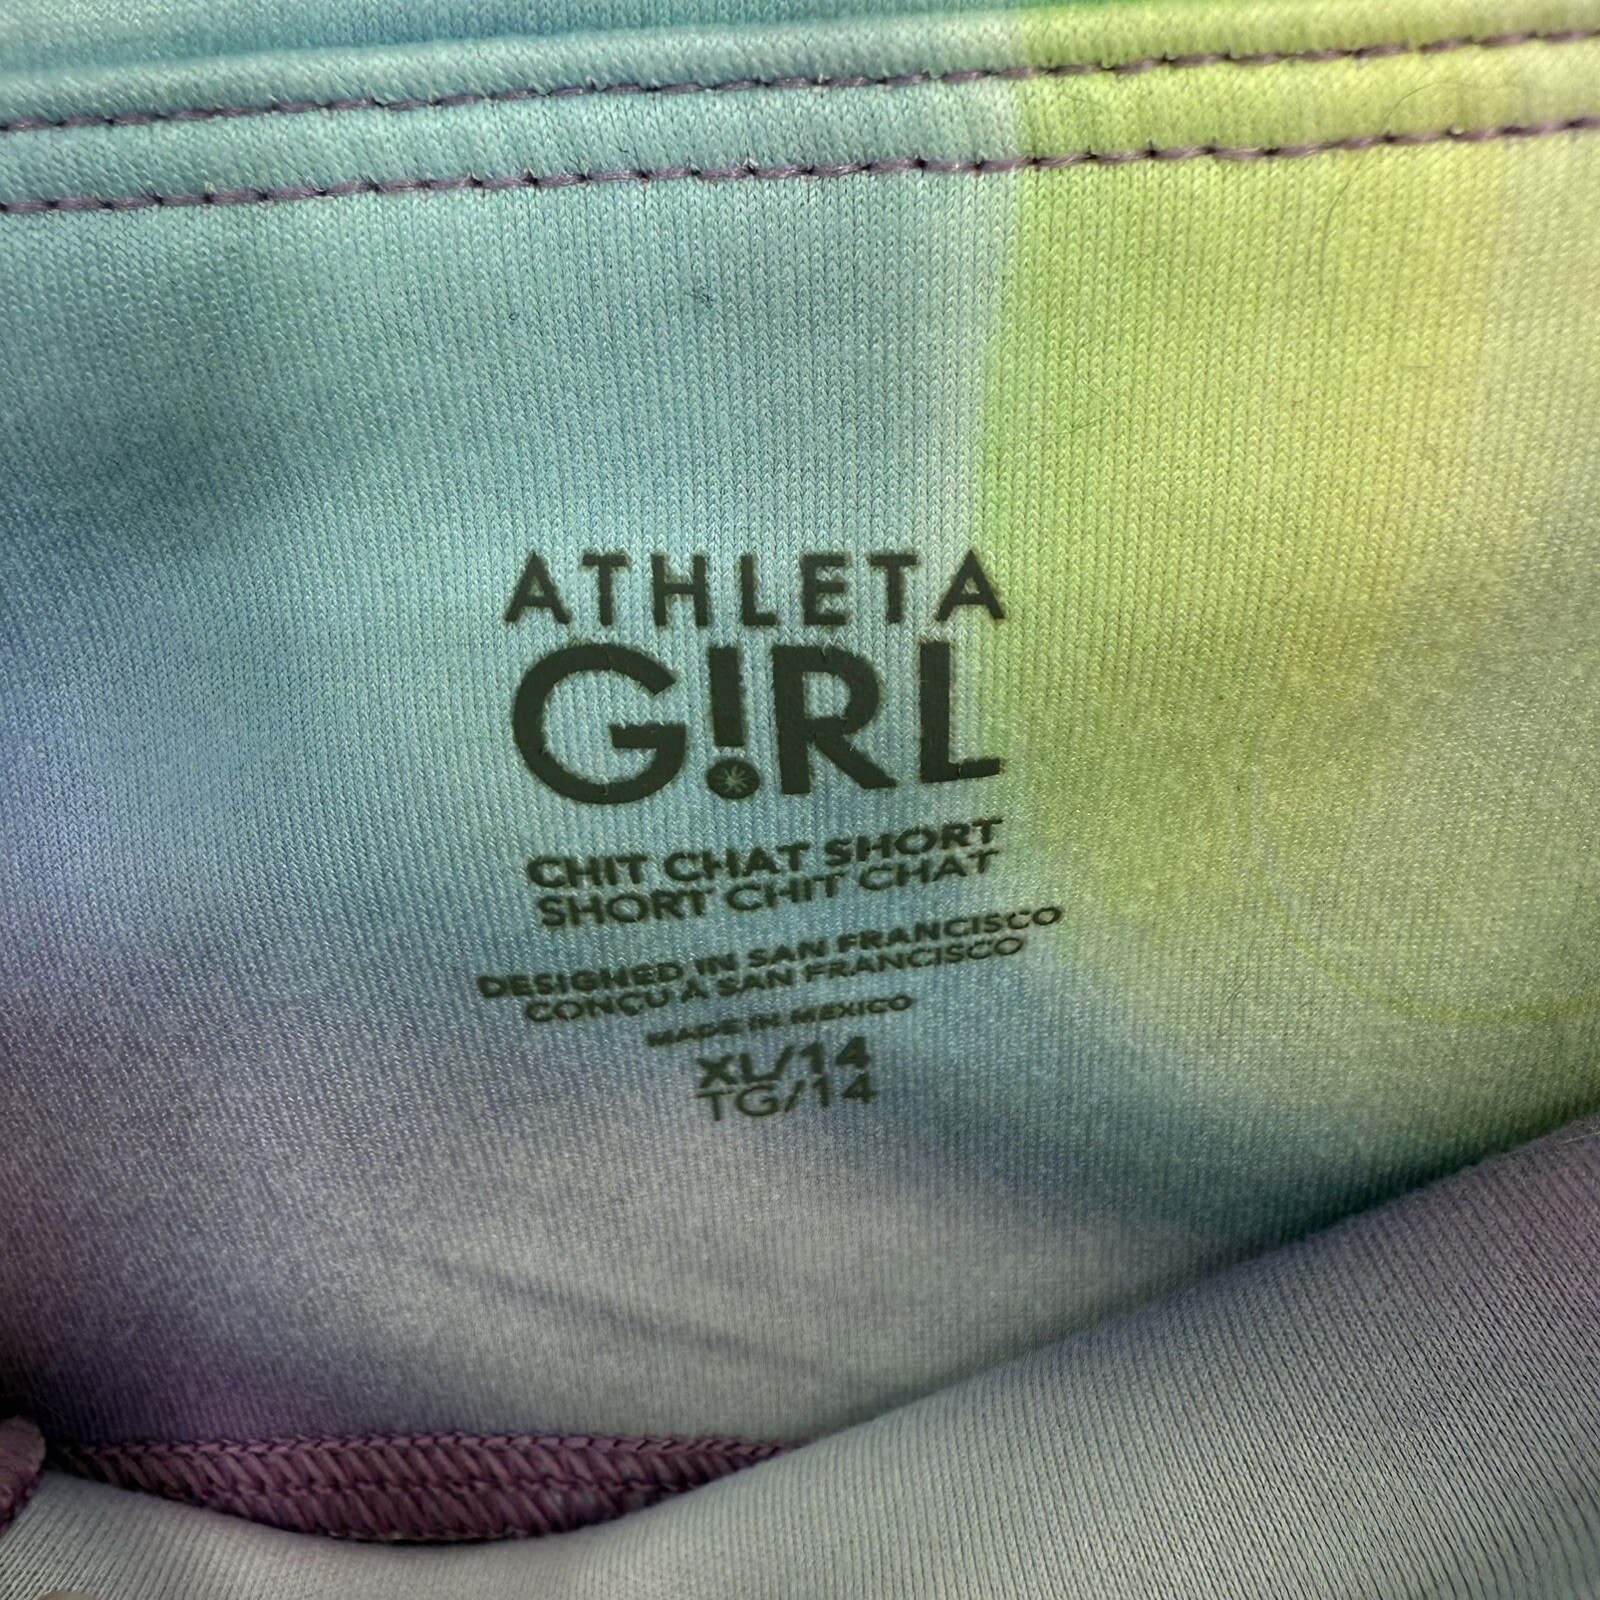 ATHLETA
G!RL
CHIT CHAT SHORT
SHORT CHIT CHAT
DESIGNED IN SAN FRANCISCO
CONÇU À SAN FRANCISCO
MADE IN MEXICO
XL/14
TG/14